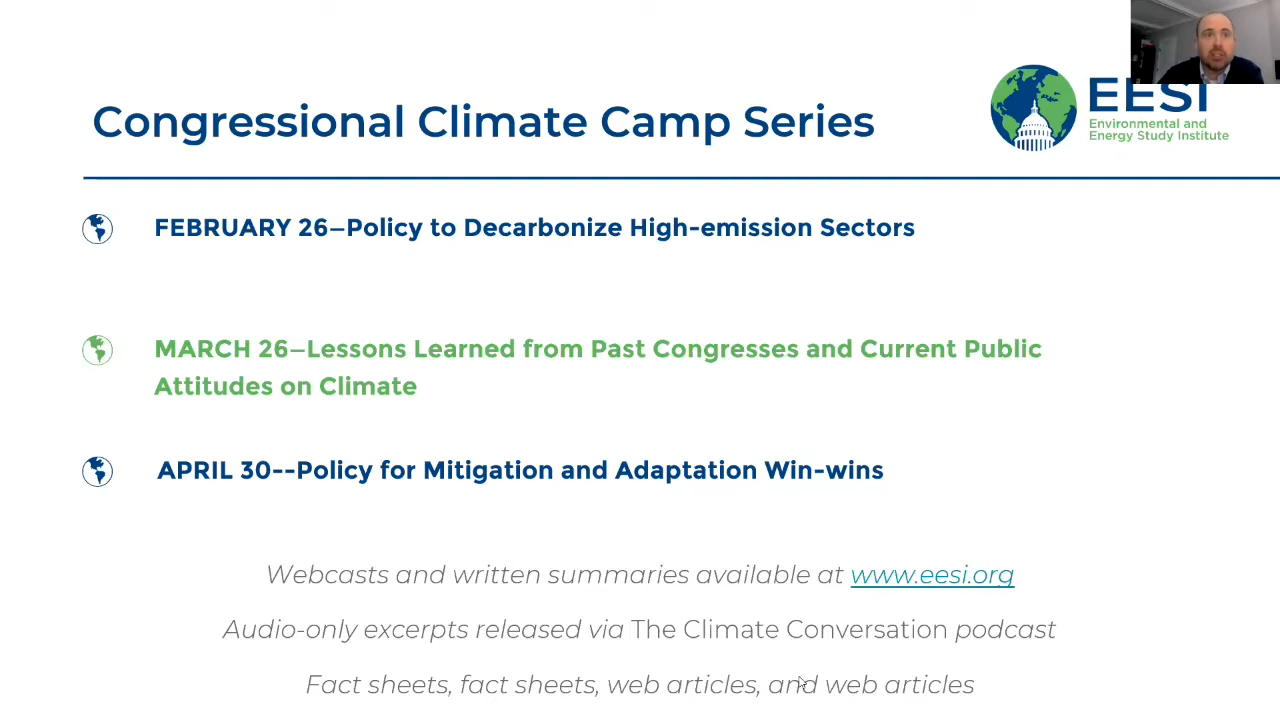 Congressional Climate Camp Series
EESI
Environmental and
Energy Study Institute
FEBRUARY 26—Policy to Decarbonize High-emission Sectors
MARCH 26—Lessons Learned from Past Congresses and Current Public
Attitudes on Climate
APRIL 30--Policy for Mitigation and Adaptation Win-wins
Webcasts and written summaries available at www.eesi.org
Audio-only excerpts released via The Climate Conversation podcast
Fact sheets, fact sheets, web articles, and web articles